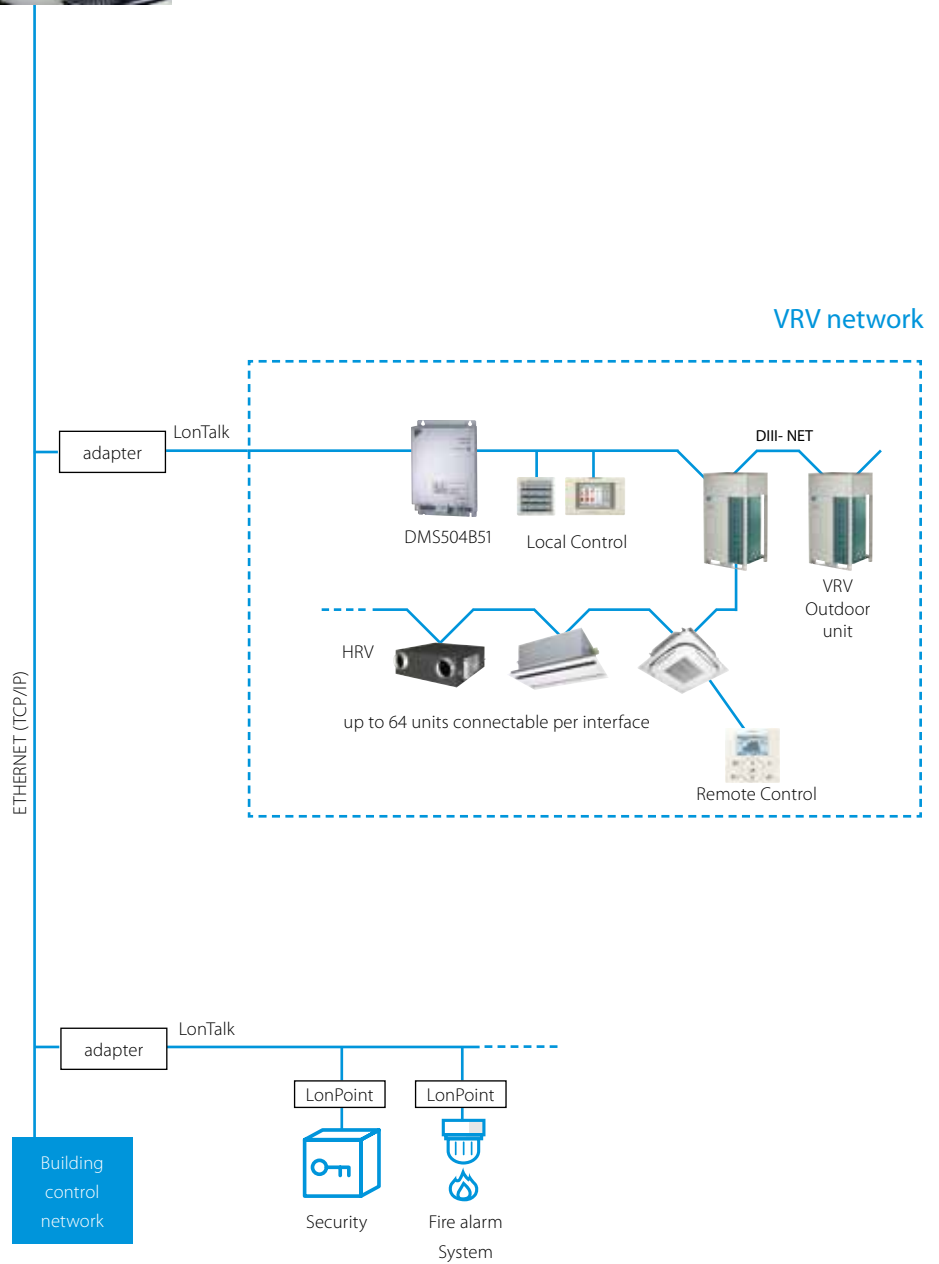 VRV network
adapter
LonTalk
DIII- NET
DMS504B51
Local Control
VRV
Outdoor
unit
HRV
up to 64 units connectable per interface
Remote Control
ETHERNET (TCP/IP)
adapter
LonTalk
LonPoint
LonPoint
Building
control
network
Security
Fire alarm
System